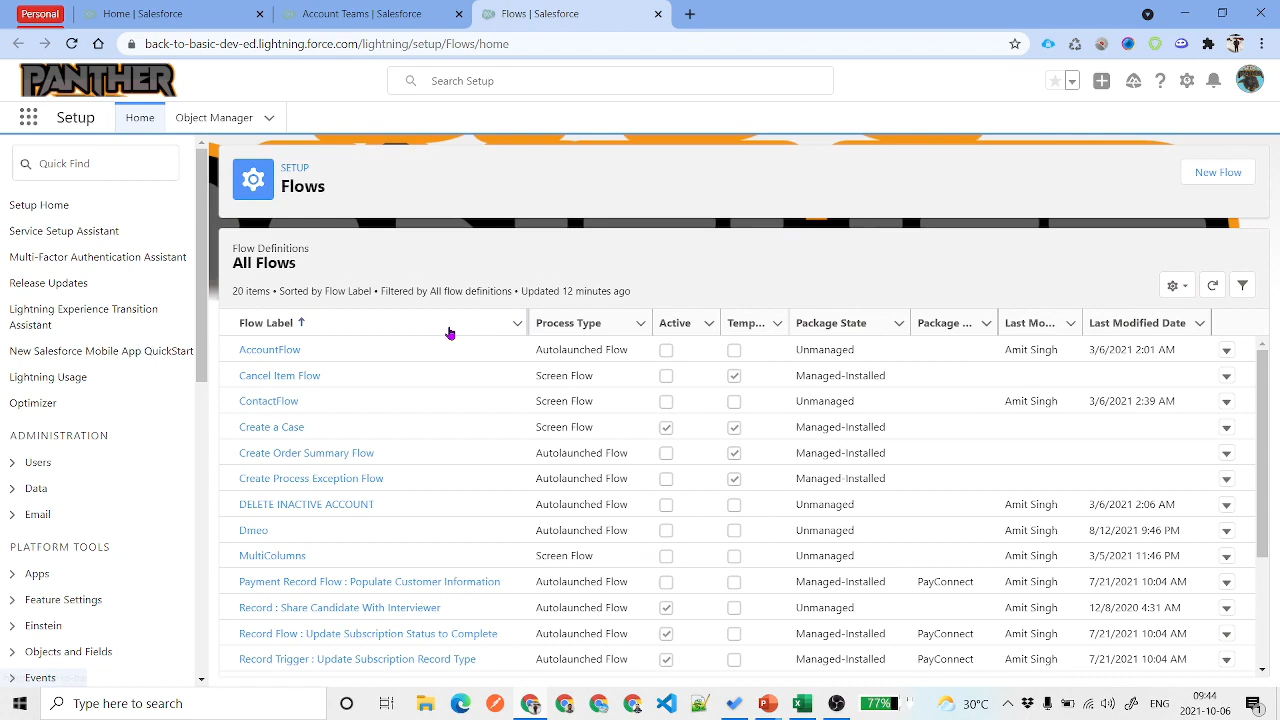 Personal
Home | Salesforce
Team | Salesforce
Flows | Salesforce
.lightning.force.com/lightning/setup/Flows/home
PANTHER
Search Setup
Setup
Home
Object Manager
Quick Find
Setup Home
Service Setup Assistant
Multi-Factor Authentication Assistant
Release Updates
Lightning Experience Transition
Assistant
New Salesforce Mobile App QuickStart
Lightning Usage
Optimizer
ADMINISTRATION
Users
Data
Email
PLATFORM TOOLS
Apps
Feature Settings
Einstein
Objects and Fields
Events
SETUP
Flows
New Flow
Flow Definitions
All Flows
20 items • Sorted by Flow Label • Filtered by All flow definitions • Updated 12 minutes ago
Flow Label Process Type Active Temp... Package State Package ... Last Mo... Last Modified Date
AccountFlow Autolaunched Flow Unmanaged Amit Singh 3/6/2021 2:01 AM
Cancel Item Flow Screen Flow Managed-Installed
ContactFlow Screen Flow Unmanaged Amit Singh 3/6/2021 2:39 AM
Create a Case Screen Flow Managed-Installed
Create Order Summary Flow Autolaunched Flow Managed-Installed
Create Process Exception Flow Autolaunched Flow Managed-Installed
DELETE INACTIVE ACCOUNT Autolaunched Flow Unmanaged Amit Singh 3/6/2021 2:06 AM
Dmeo Autolaunched Flow Unmanaged Amit Singh 8/12/2021 9:46 PM
MultiColumns Screen Flow Unmanaged Amit Singh 3/5/2021 11:46 PM
Payment Record Flow : Populate Customer Information Autolaunched Flow Managed-Installed PayConnect Amit Singh 7/21/2021 10:04 AM
Record : Share Candidate With Interviewer Autolaunched Flow Unmanaged Amit Singh 10/8/2020 4:31 AM
Record Flow : Update Subscription Status to Complete Autolaunched Flow Managed-Installed PayConnect Amit Singh 7/21/2021 10:04 AM
Record Trigger : Update Subscription Record Type Autolaunched Flow Managed-Installed PayConnect Amit Singh 7/21/2021 10:04 AM
Type here to search
77%
30°C
ENG
09:44
2021-10-06